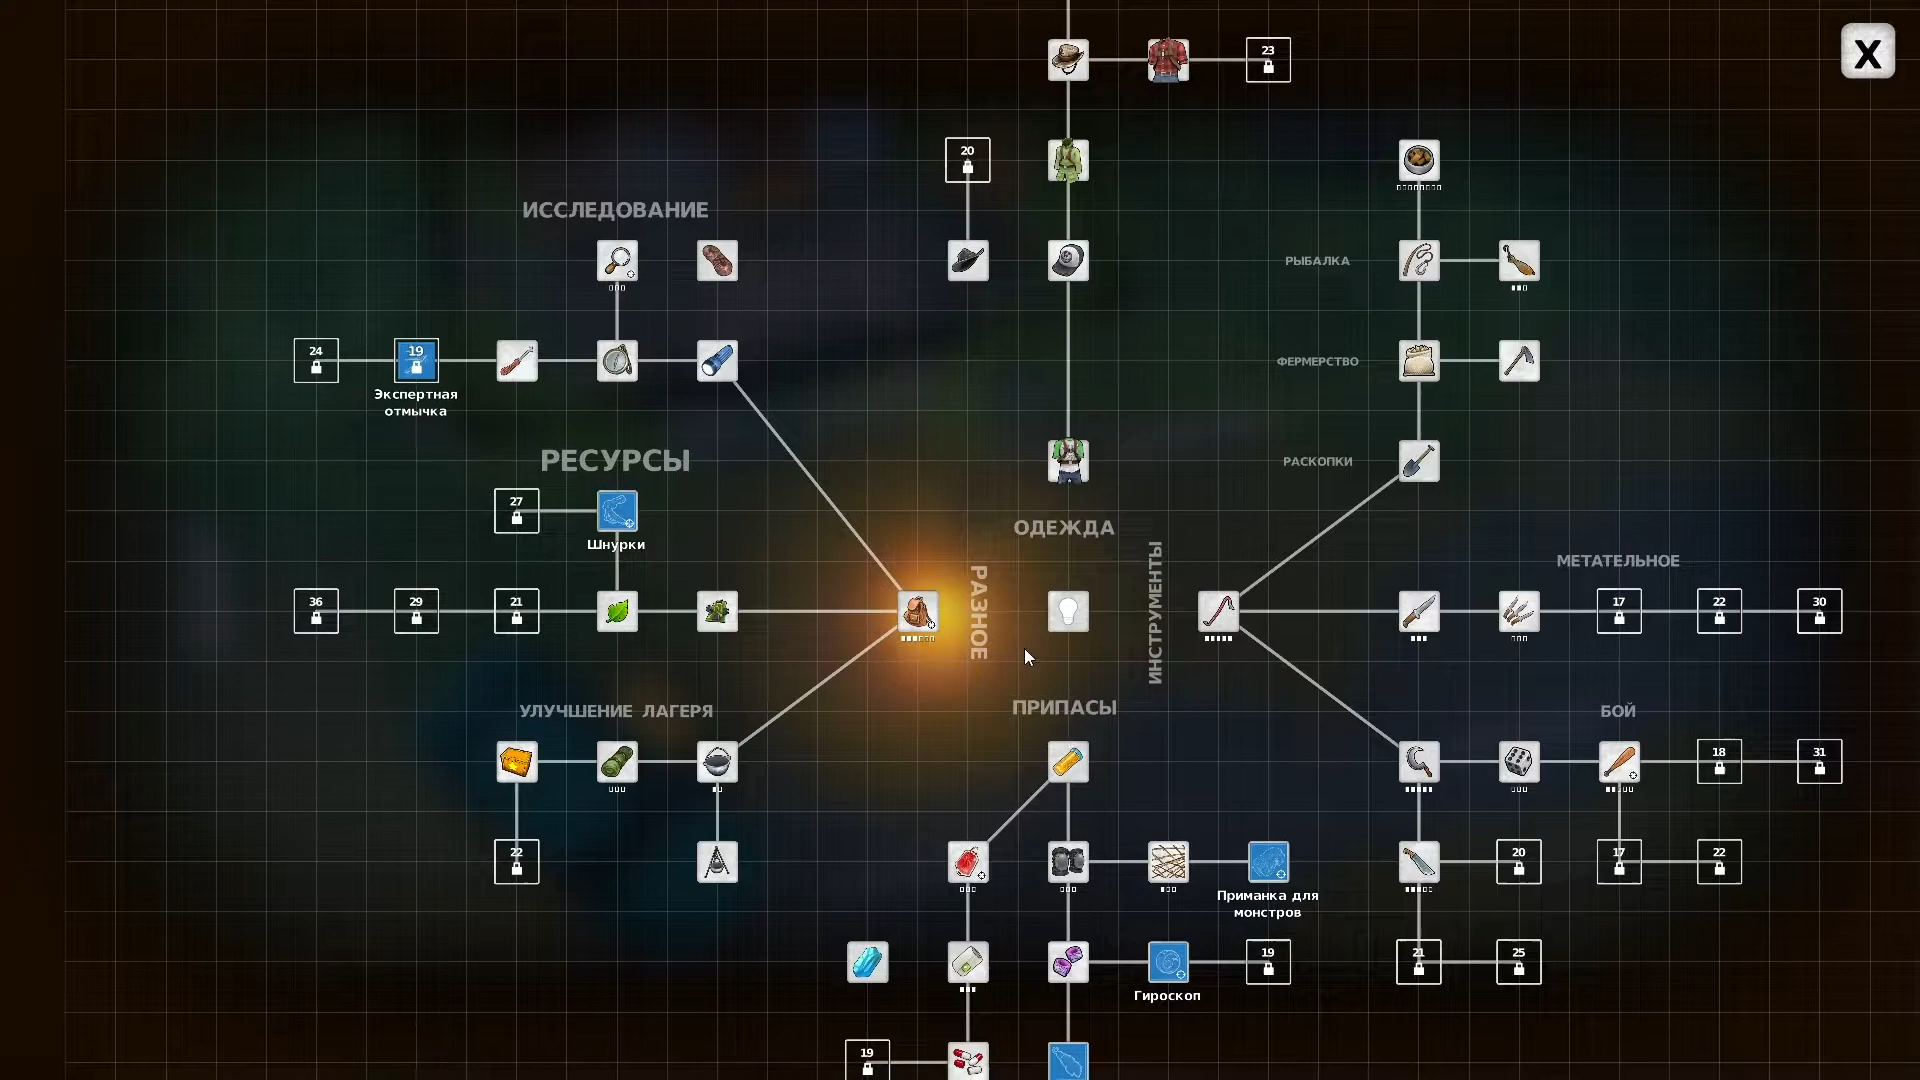 23
X
20
ИССЛЕДОВАНИЕ
РЫБАЛКА
24
19
Экспертная
отмычка
ФЕРМЕРСТВО
РЕСУРСЫ
РАСКОПКИ
27
Шнурки
ОДЕЖДА
РАЗНОЕ
ИНСТРУМЕНТЫ
МЕТАТЕЛЬНОЕ
36
29
21
17
22
30
УЛУЧШЕНИЕ ЛАГЕРЯ
ПРИПАСЫ
БОЙ
18
31
22
20
17
22
Приманка для
монстров
19
21
25
Гироскоп
19